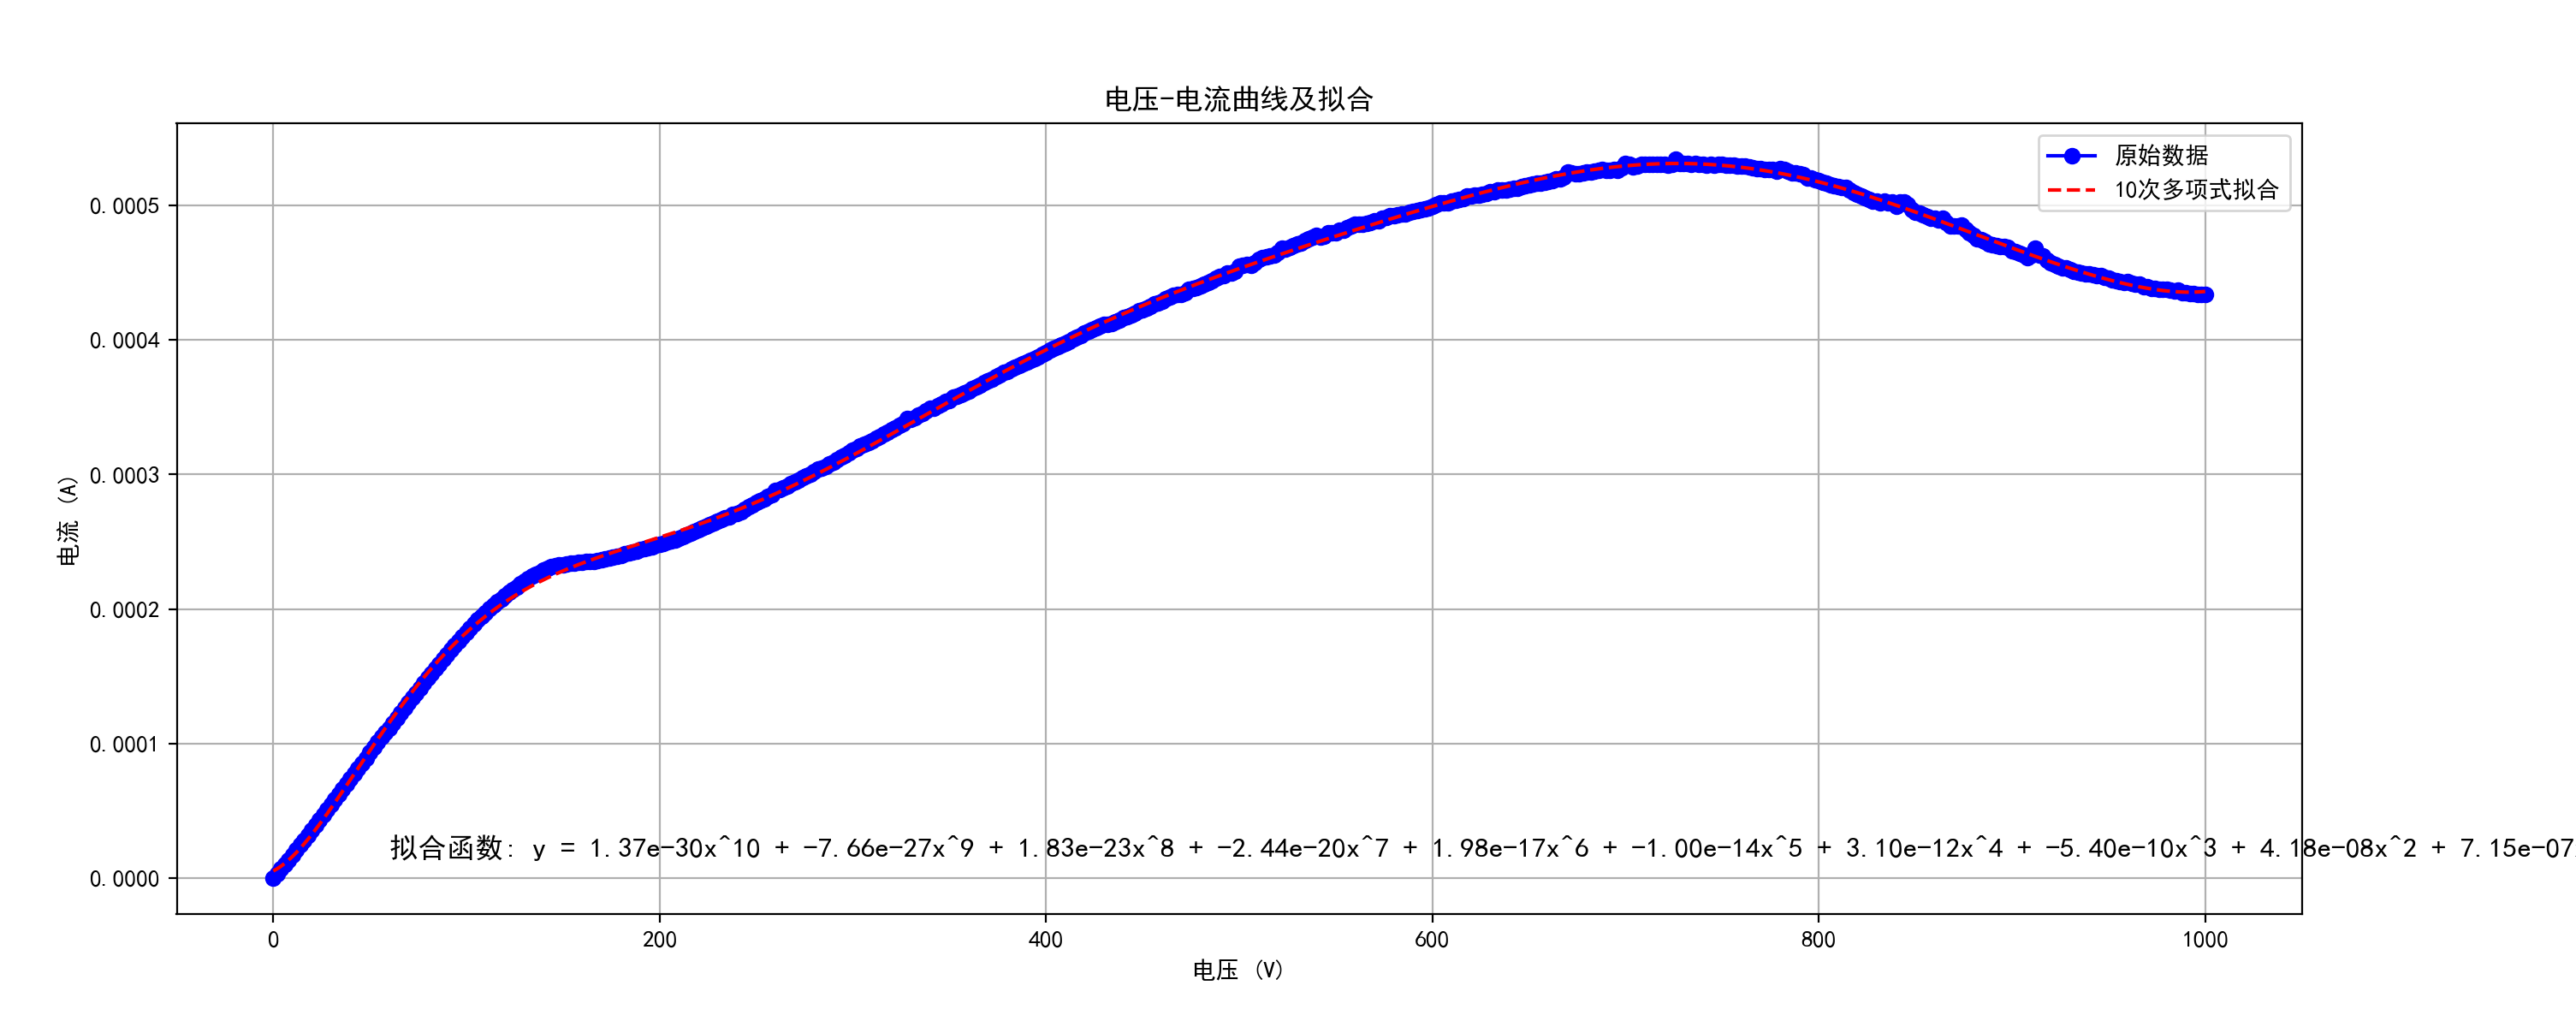 电压-电流曲线及拟合
原始数据
10次多项式拟合
0.0005
0.0004
0.0003
0.0002
0.0001
0.0000
电流 (A)
拟合函数: y = 1.37e-30x^10 + -7.66e-27x^9 + 1.83e-23x^8 + -2.44e-20x^7 + 1.98e-17x^6 + -1.00e-14x^5 + 3.10e-12x^4 + -5.40e-10x^3 + 4.18e-08x^2 + 7.15e-07
0 200 400 600 800 1000
电压 (V)